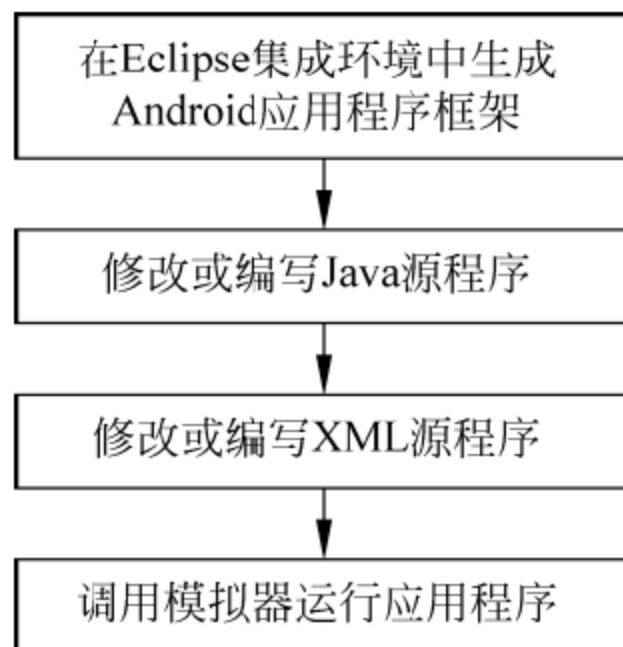 在Eclipse集成环境中生成
Android应用程序框架
修改或编写Java源程序
修改或编写XML源程序
调用模拟器运行应用程序